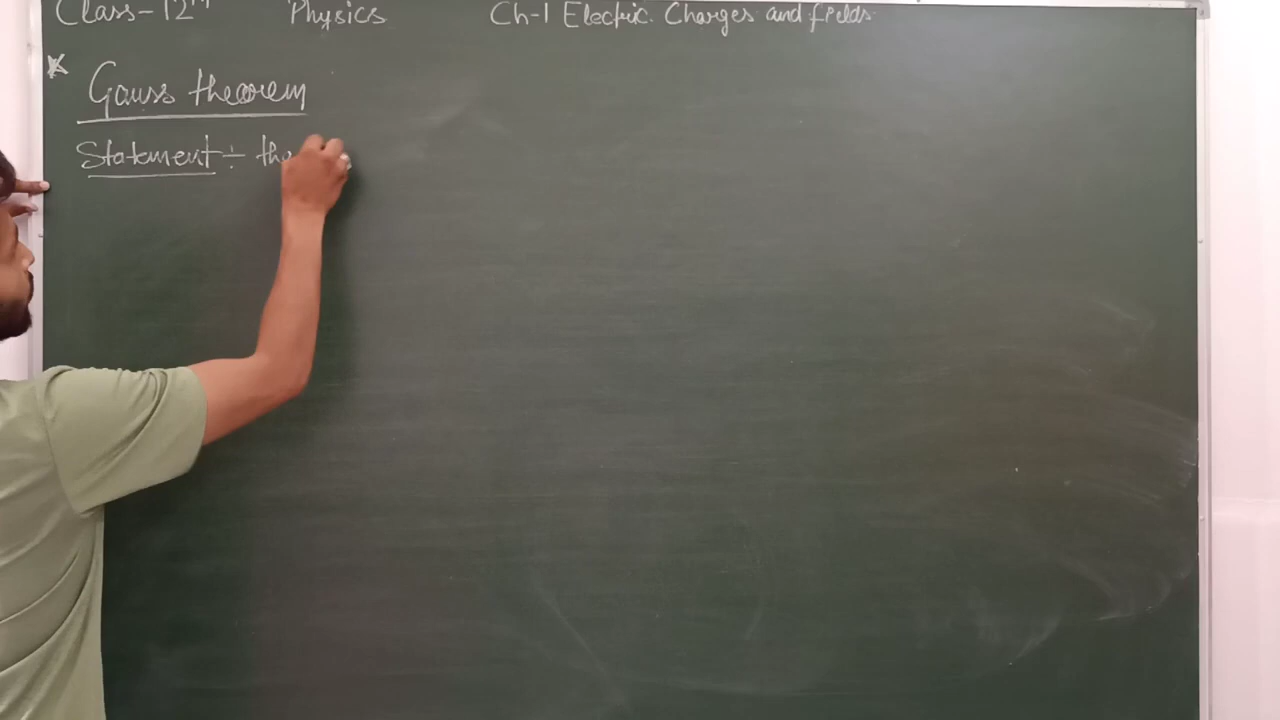 Class-12th Physics Ch-1 Electric Charges and fields
* Gauss theorem
Statement ÷ the